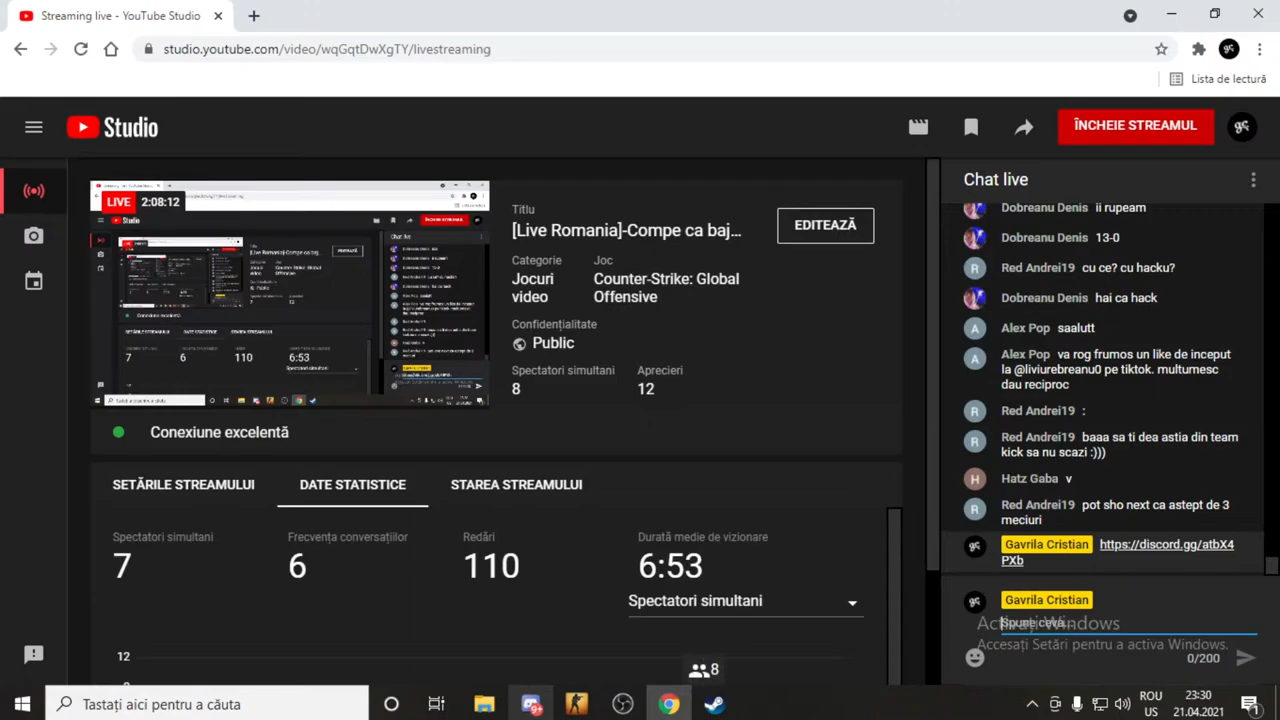 Streaming live - YouTube Studio
studio.youtube.com/video/wqGqtDwXgTY/livestreaming
Lista de lectură
Studio
ÎNCHEIE STREAMUL
LIVE 2:08:12
Titlu
[Live Romania]-Compe ca baj...
EDITEAZĂ
Categorie
Joc
Jocuri
video
Counter-Strike: Global
Offensive
Confidențialitate
Public
Spectatori simultani
Aprecieri
8
12
Conexiune excelentă
SETĂRILE STREAMULUI
DATE STATISTICE
STAREA STREAMULUI
Spectatori simultani
Frecvența conversațiilor
Redări
Durată medie de vizionare
7
6
110
6:53
Spectatori simultani
12
8
Chat live
Dobreanu Denis ii rupeam
Dobreanu Denis 13-0
Red Andrei19 cu ce? cu hacku?
Dobreanu Denis hai ca hack
Alex Pop saalutt
Alex Pop va rog frumos un like de inceput
la @liviurebreanu0 pe tiktok. multumesc
dau reciproc
Red Andrei19 :
Red Andrei19 baaa sa ti dea astia din team
kick sa nu scazi :)))
Hatz Gaba v
Red Andrei19 pot sho next ca astept de 3
meciuri
Gavrila Cristian https://discord.gg/atbX4
PXb
Gavrila Cristian
Spune ceva...
Activați Windows
Accesați Setări pentru a activa Windows.
0/200
Tastați aici pentru a căuta
ROU
US
23:30
21.04.2021